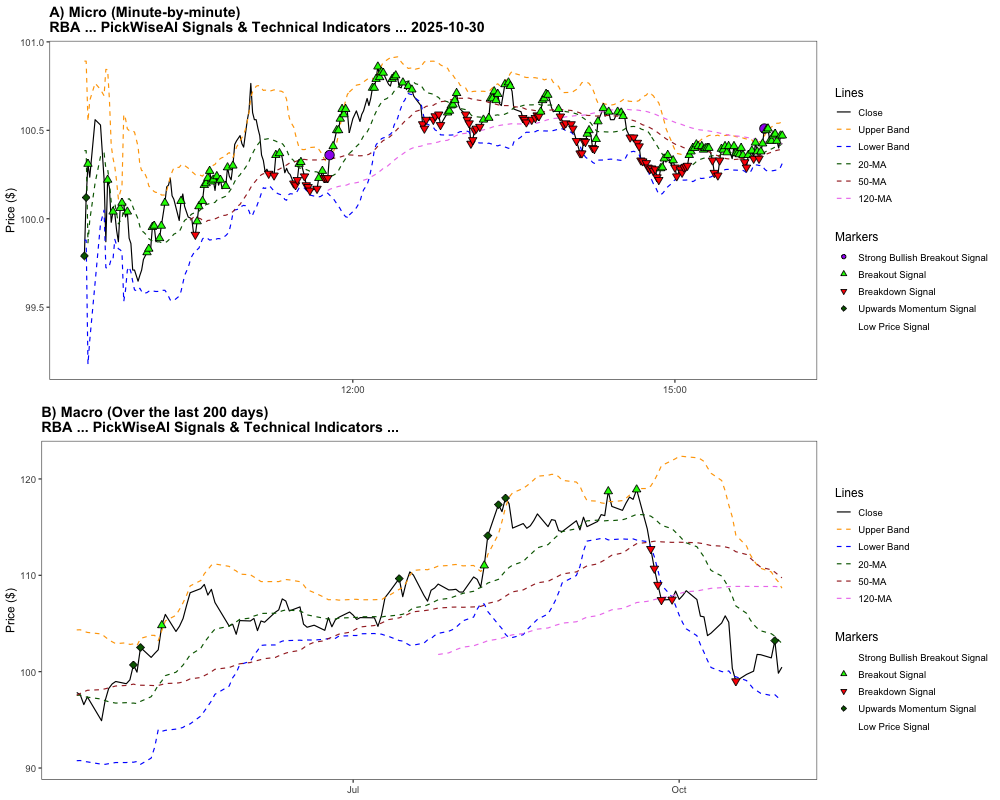 A) Micro (Minute-by-minute)
RBA ... PickWiseAI Signals & Technical Indicators ... 2025-10-30
101.0
100.5
100.0
99.5
Price ($)
12:00
15:00
Lines
Close
Upper Band
Lower Band
20-MA
50-MA
120-MA
Markers
Strong Bullish Breakout Signal
Breakout Signal
Breakdown Signal
Upwards Momentum Signal
Low Price Signal
B) Macro (Over the last 200 days)
RBA ... PickWiseAI Signals & Technical Indicators ...
120
110
100
90
Price ($)
Jul
Oct
Lines
Close
Upper Band
Lower Band
20-MA
50-MA
120-MA
Markers
Strong Bullish Breakout Signal
Breakout Signal
Breakdown Signal
Upwards Momentum Signal
Low Price Signal